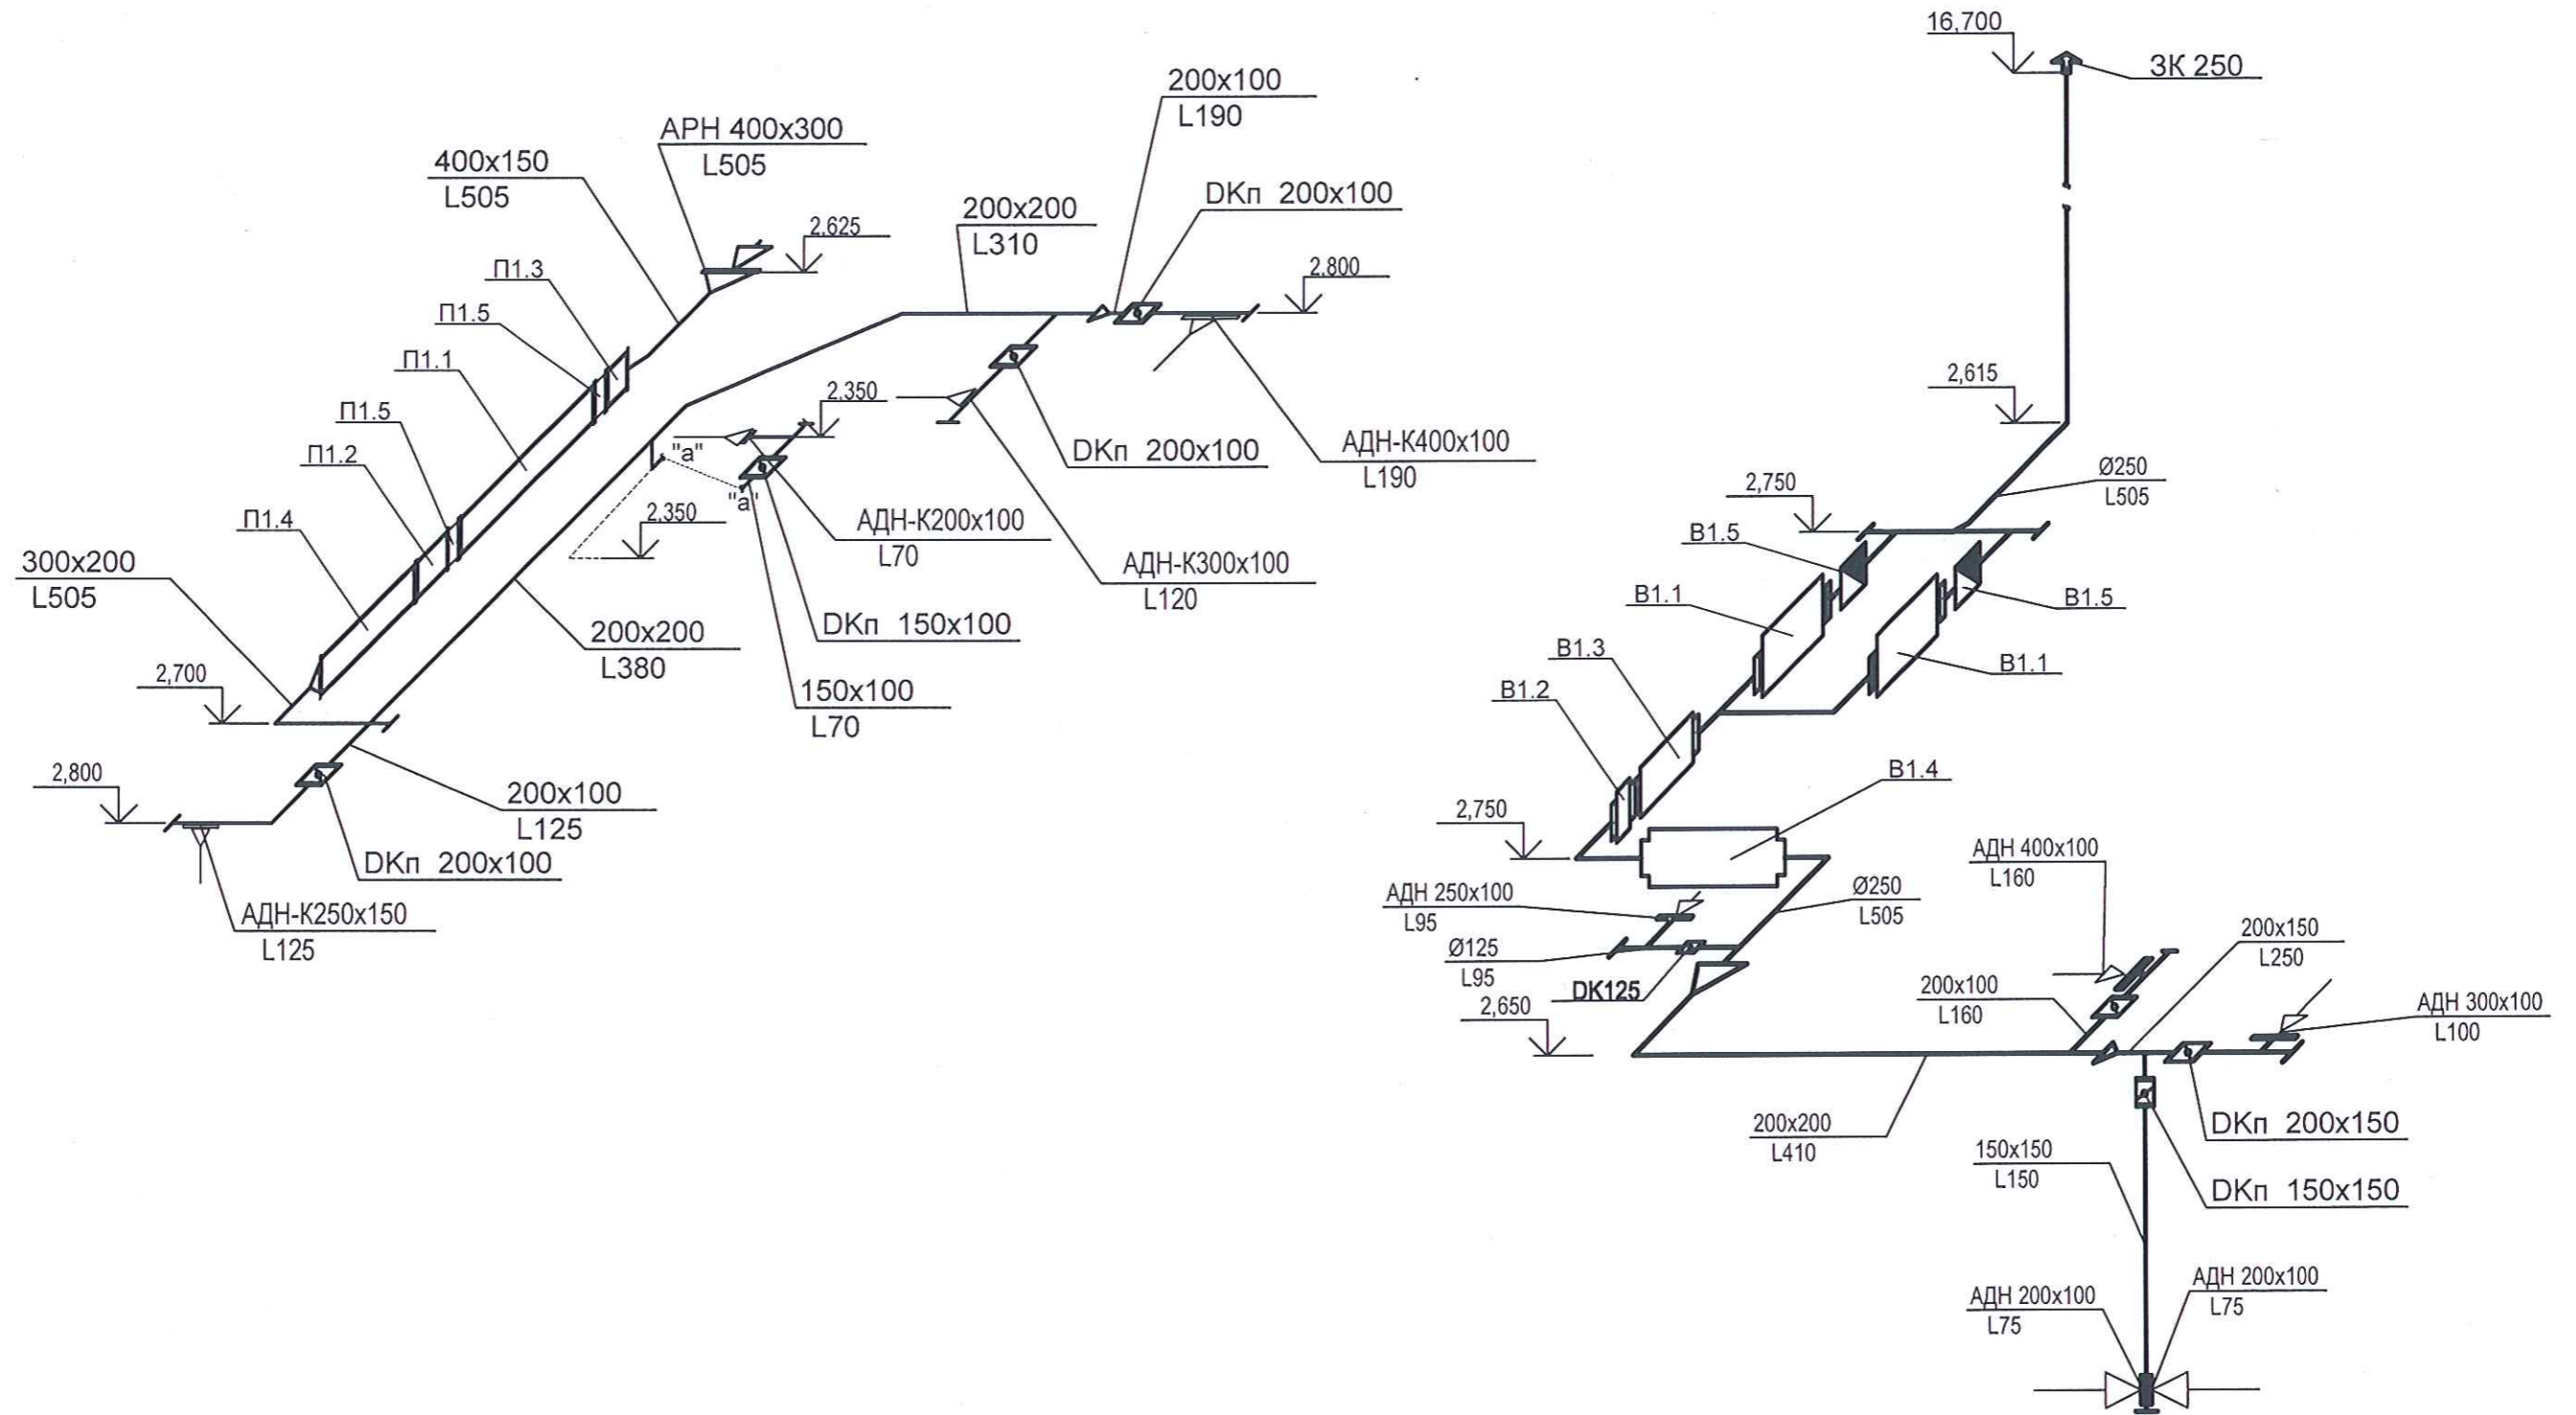 АРН 400x300
L505
400x150
L505
2,625
П1.3
П1.5
П1.1
П1.5
П1.2
П1.4
300x200
L505
2,700
2,800
200x100
L190
DКп 200x100
200x200
L310
2,800
2,350
"а"
"а"
2,350
DКп 200x100
АДН-К400x100
L190
АДН-К200x100
L70
АДН-К300x100
L120
DКп 150x100
200x200
L380
150x100
L70
200x100
L125
DКп 200x100
АДН-К250x150
L125
16,700
ЗК 250
2,615
Ø250
L505
2,750
В1.5
В1.1
В1.5
В1.3
В1.1
В1.2
В1.4
2,750
АДН 250x100
L95
Ø250
L505
Ø125
L95
DK125
2,650
АДН 400x100
L160
200x150
L250
200x100
L160
АДН 300x100
L100
200x200
L410
DКп 200x150
150x150
L150
DКп 150x150
АДН 200x100
L75
АДН 200x100
L75